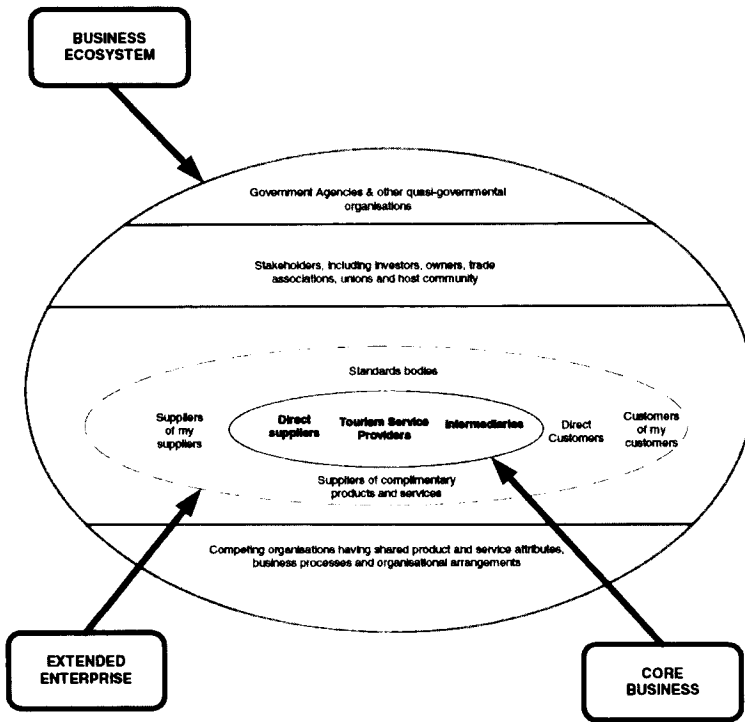 BUSINESS
ECOSYSTEM
Government Agencies & other quasi-governmental
organisations
Stakeholders, including investors, owners, trade
associations, unions and host community
Standards bodies
Suppliers
of my
suppliers
Direct
suppliers
Tourism Service
Providers
Intermediaries
Direct
Customers
Customers
of my
customers
Suppliers of complimentary
products and services
Competing organisations having shared product and service attributes,
business processes and organisational arrangements
EXTENDED
ENTERPRISE
CORE
BUSINESS